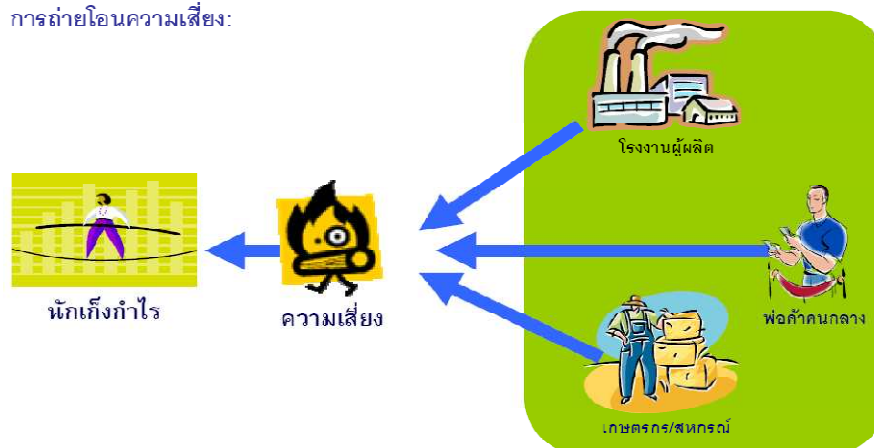 การถ่ายโอนความเสี่ยง:
โรงงานผู้ผลิต
นักเก็งกำไร
ความเสี่ยง
พ่อค้าคนกลาง
เกษตรกร/สหกรณ์